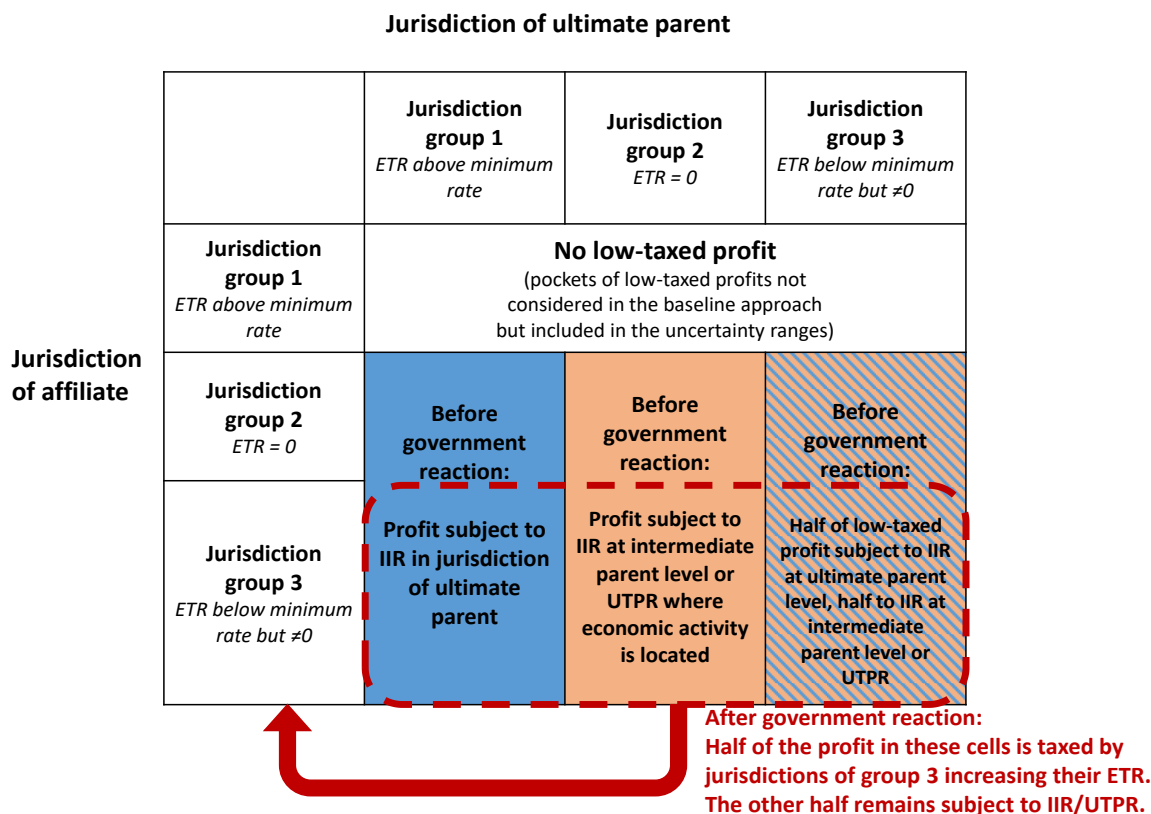 Jurisdiction of ultimate parent
Jurisdiction
group 1
ETR above minimum
rate
Jurisdiction
group 2
ETR = 0
Jurisdiction
group 3
ETR below minimum
rate but ≠0
Jurisdiction
of affiliate
Jurisdiction
group 1
ETR above minimum
rate
No low-taxed profit
(pockets of low-taxed profits not
considered in the baseline approach
but included in the uncertainty ranges)
Jurisdiction
group 2
ETR = 0
Jurisdiction
group 3
ETR below minimum
rate but ≠0
Before
government
reaction:
Profit subject to
IIR in jurisdiction
of ultimate
parent
Before
government
reaction:
Profit subject to
IIR at intermediate
parent level or
UTPR where
economic activity
is located
Before
government
reaction:
Half of low-taxed
profit subject to IIR
at ultimate parent
level, half to IIR at
intermediate
parent level or
UTPR
After government reaction:
Half of the profit in these cells is taxed by
jurisdictions of group 3 increasing their ETR.
The other half remains subject to IIR/UTPR.